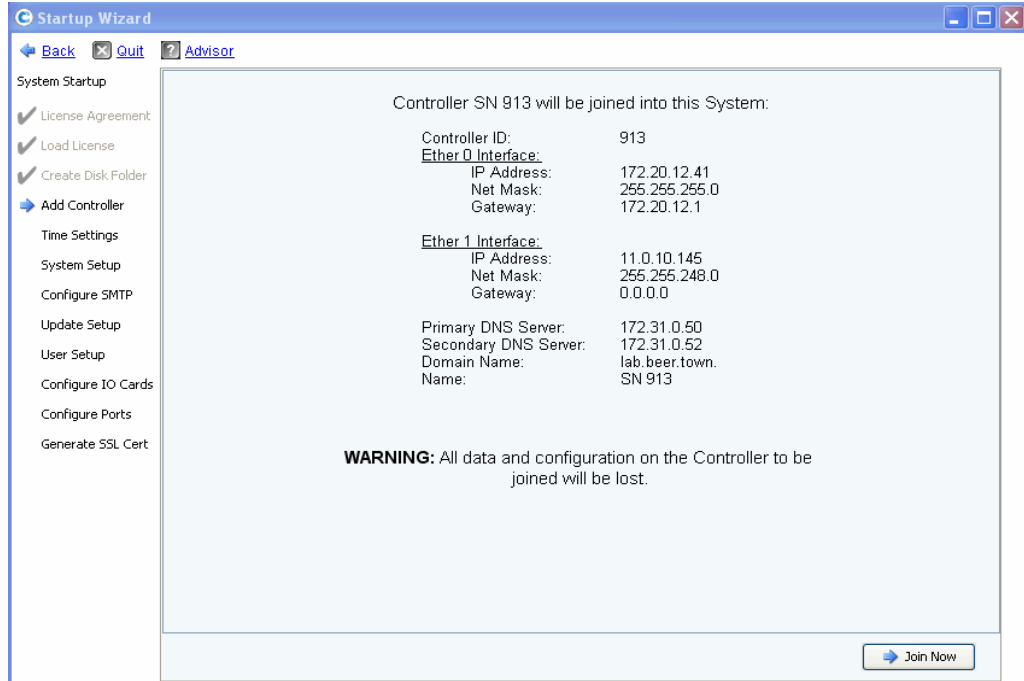 Startup Wizard
Back Quit ? Advisor
System Startup
License Agreement
Load License
Create Disk Folder
Add Controller
Time Settings
System Setup
Configure SMTP
Update Setup
User Setup
Configure IO Cards
Configure Ports
Generate SSL Cert
Controller SN 913 will be joined into this System:
Controller ID: 913
Ether 0 Interface:
IP Address: 172.20.12.41
Net Mask: 255.255.255.0
Gateway: 172.20.12.1
Ether 1 Interface:
IP Address: 11.0.10.145
Net Mask: 255.255.248.0
Gateway: 0.0.0.0
Primary DNS Server: 172.31.0.50
Secondary DNS Server: 172.31.0.52
Domain Name: lab.beer.town.
Name: SN 913
WARNING: All data and configuration on the Controller to be
joined will be lost.
Join Now